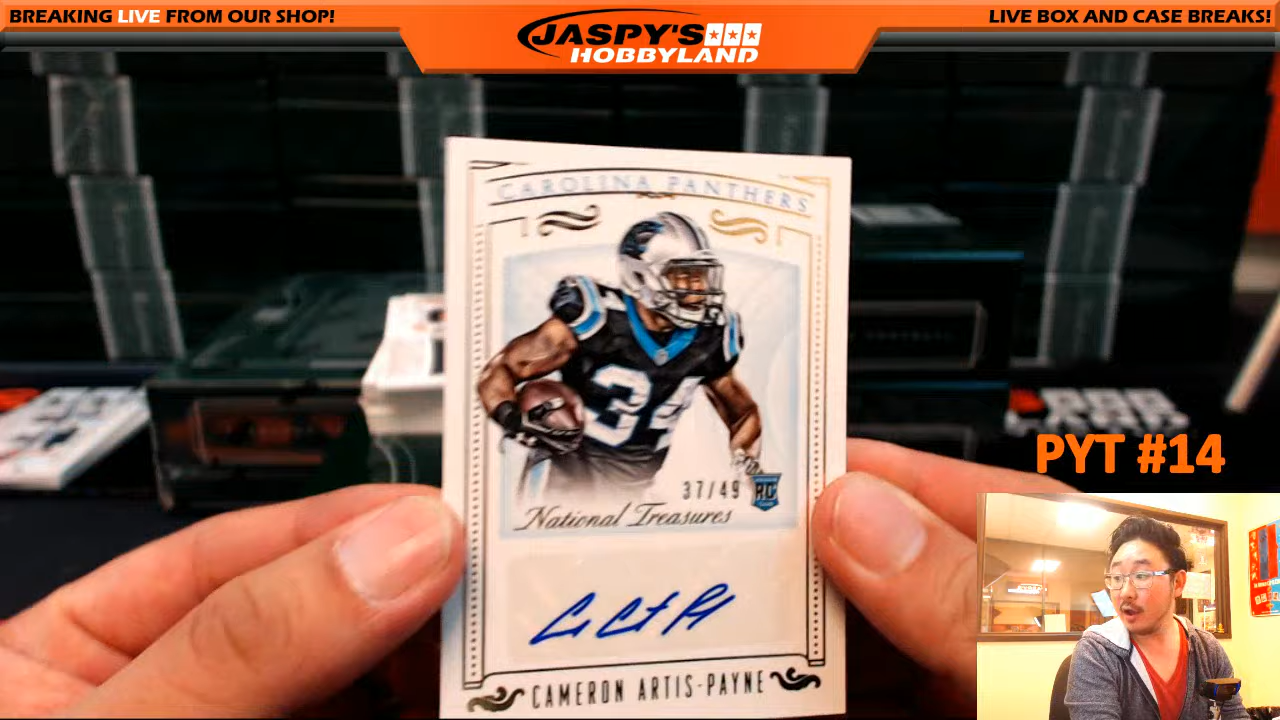 BREAKING LIVE FROM OUR SHOP!
JASPY'S
HOBBYLAND
LIVE BOX AND CASE BREAKS!
CAROLINA PANTHERS
34
37/49
RC
National Treasures
CAMERON ARTIS-PAYNE
PYT #14